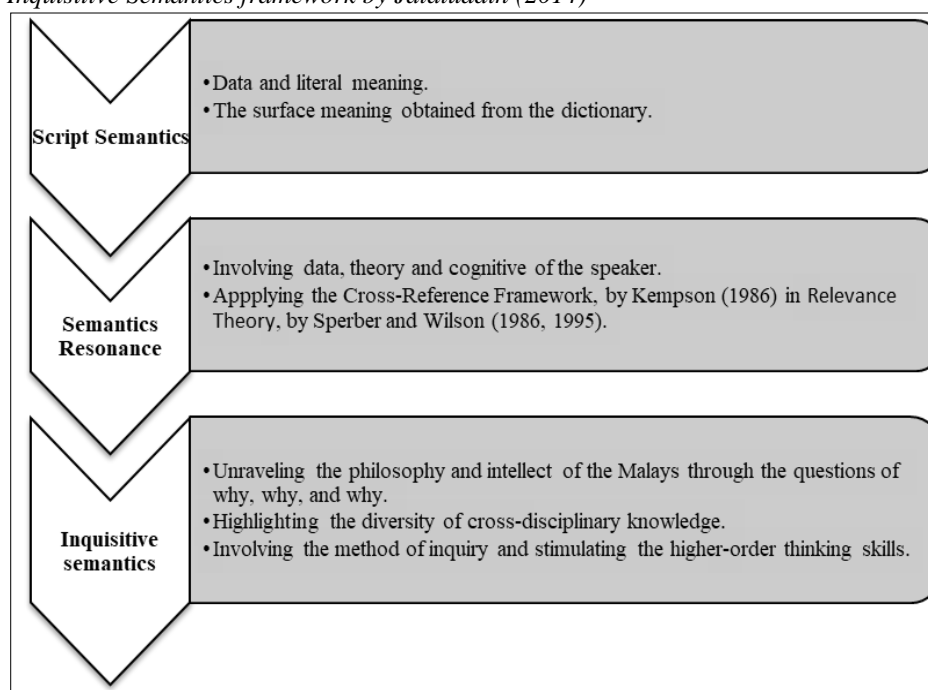 Inquisitive Semantics framework by Jalaluddin (2014)
•Data and literal meaning.
•The surface meaning obtained from the dictionary.
Script Semantics
•Involving data, theory and cognitive of the speaker.
•Appplying the Cross-Reference Framework, by Kempson (1986) in Relevance
Theory, by Sperber and Wilson (1986, 1995).
Semantics
Resonance
•Unraveling the philosophy and intellect of the Malays through the questions of
why, why, and why.
•Highlighting the diversity of cross-disciplinary knowledge.
•Involving the method of inquiry and stimulating the higher-order thinking skills.
Inquisitive
semantics